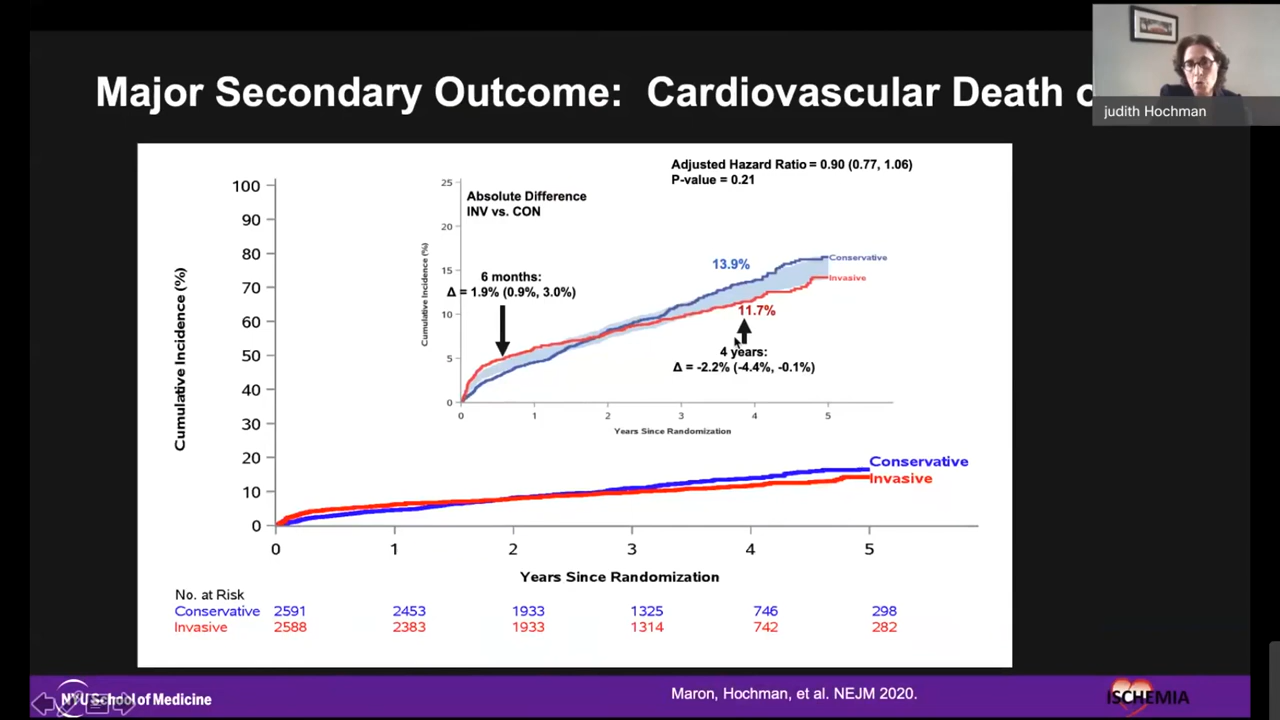 Major Secondary Outcome: Cardiovascular Death o
judith Hochman
Adjusted Hazard Ratio = 0.90 (0.77, 1.06)
P-value = 0.21
Absolute Difference
INV vs. CON
6 months:
Δ = 1.9% (0.9%, 3.0%)
13.9%
Conservative
Invasive
11.7%
4 years:
Δ = -2.2% (-4.4%, -0.1%)
25
20
15
10
5
0
Cumulative Incidence (%)
0 1 2 3 4 5
Years Since Randomization
100
90
80
70
60
50
40
30
20
10
0
Cumulative Incidence (%)
Conservative
Invasive
0 1 2 3 4 5
Years Since Randomization
No. at Risk
Conservative 2591 2453 1933 1325 746 298
Invasive 2588 2383 1933 1314 742 282
NYU School of Medicine
Maron, Hochman, et al. NEJM 2020.
ISCHEMIA